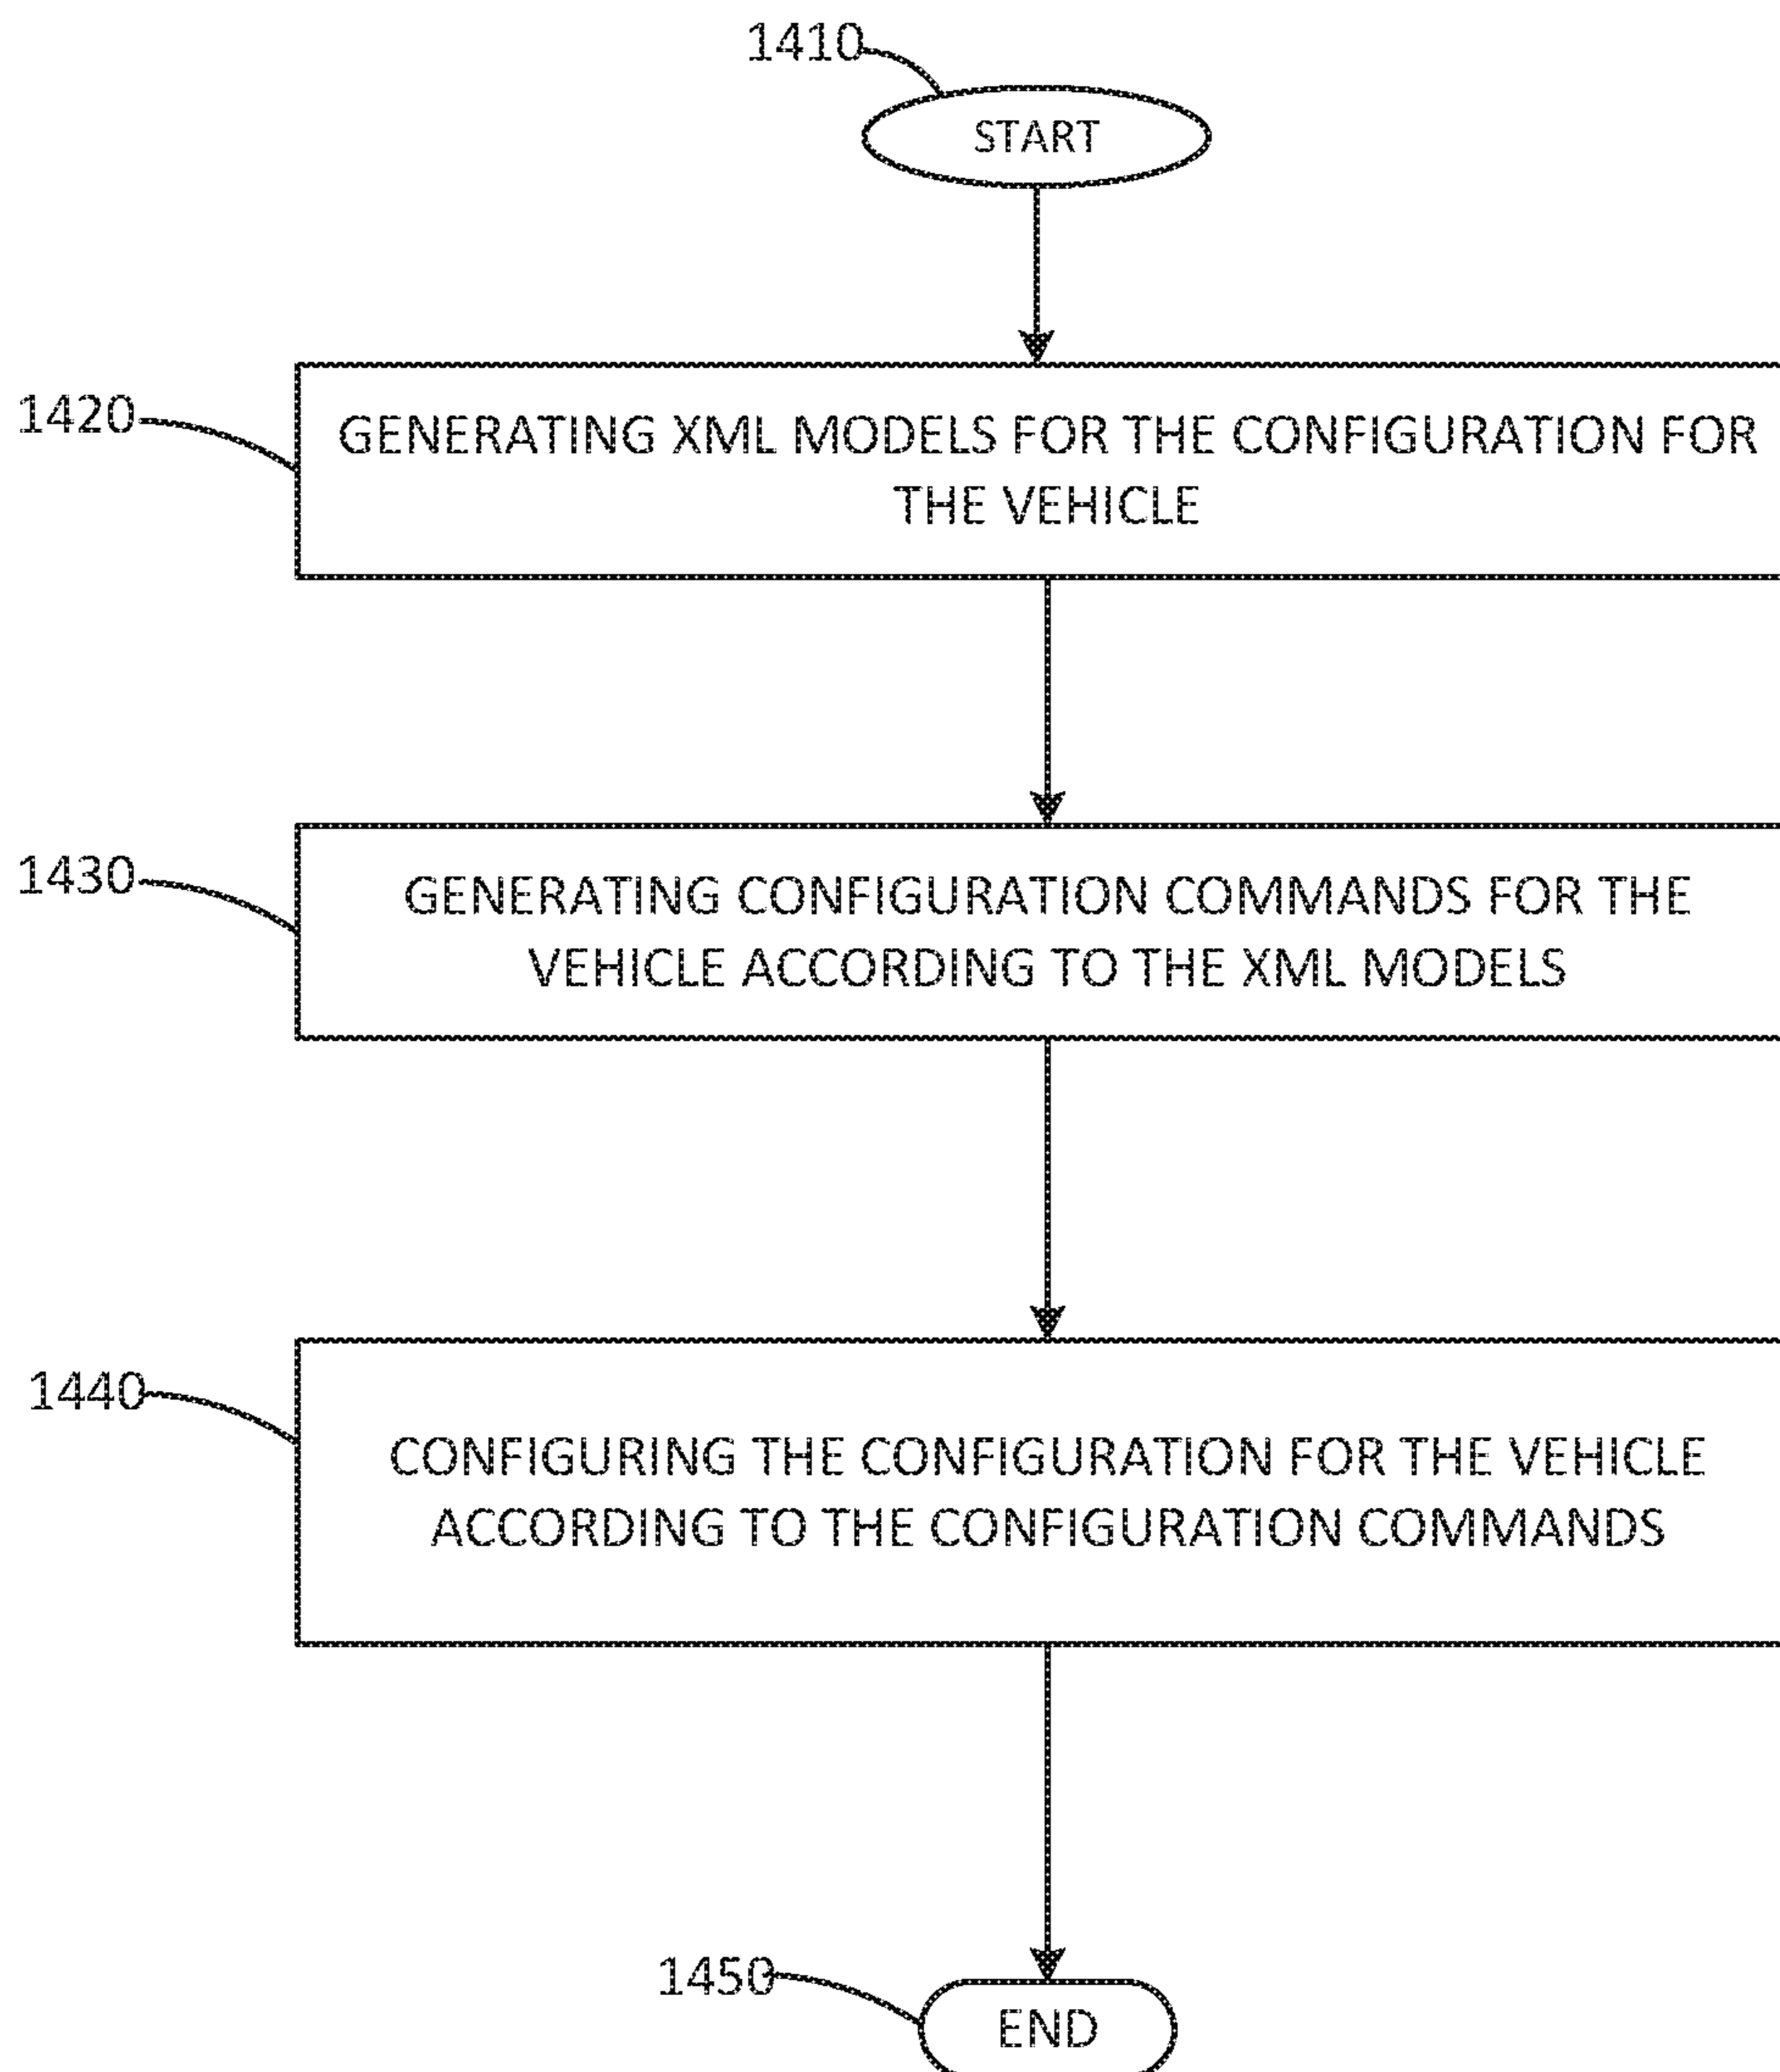 1410
START
1420
GENERATING XML MODELS FOR THE CONFIGURATION FOR
THE VEHICLE
1430
GENERATING CONFIGURATION COMMANDS FOR THE
VEHICLE ACCORDING TO THE XML MODELS
1440
CONFIGURING THE CONFIGURATION FOR THE VEHICLE
ACCORDING TO THE CONFIGURATION COMMANDS
1450
END